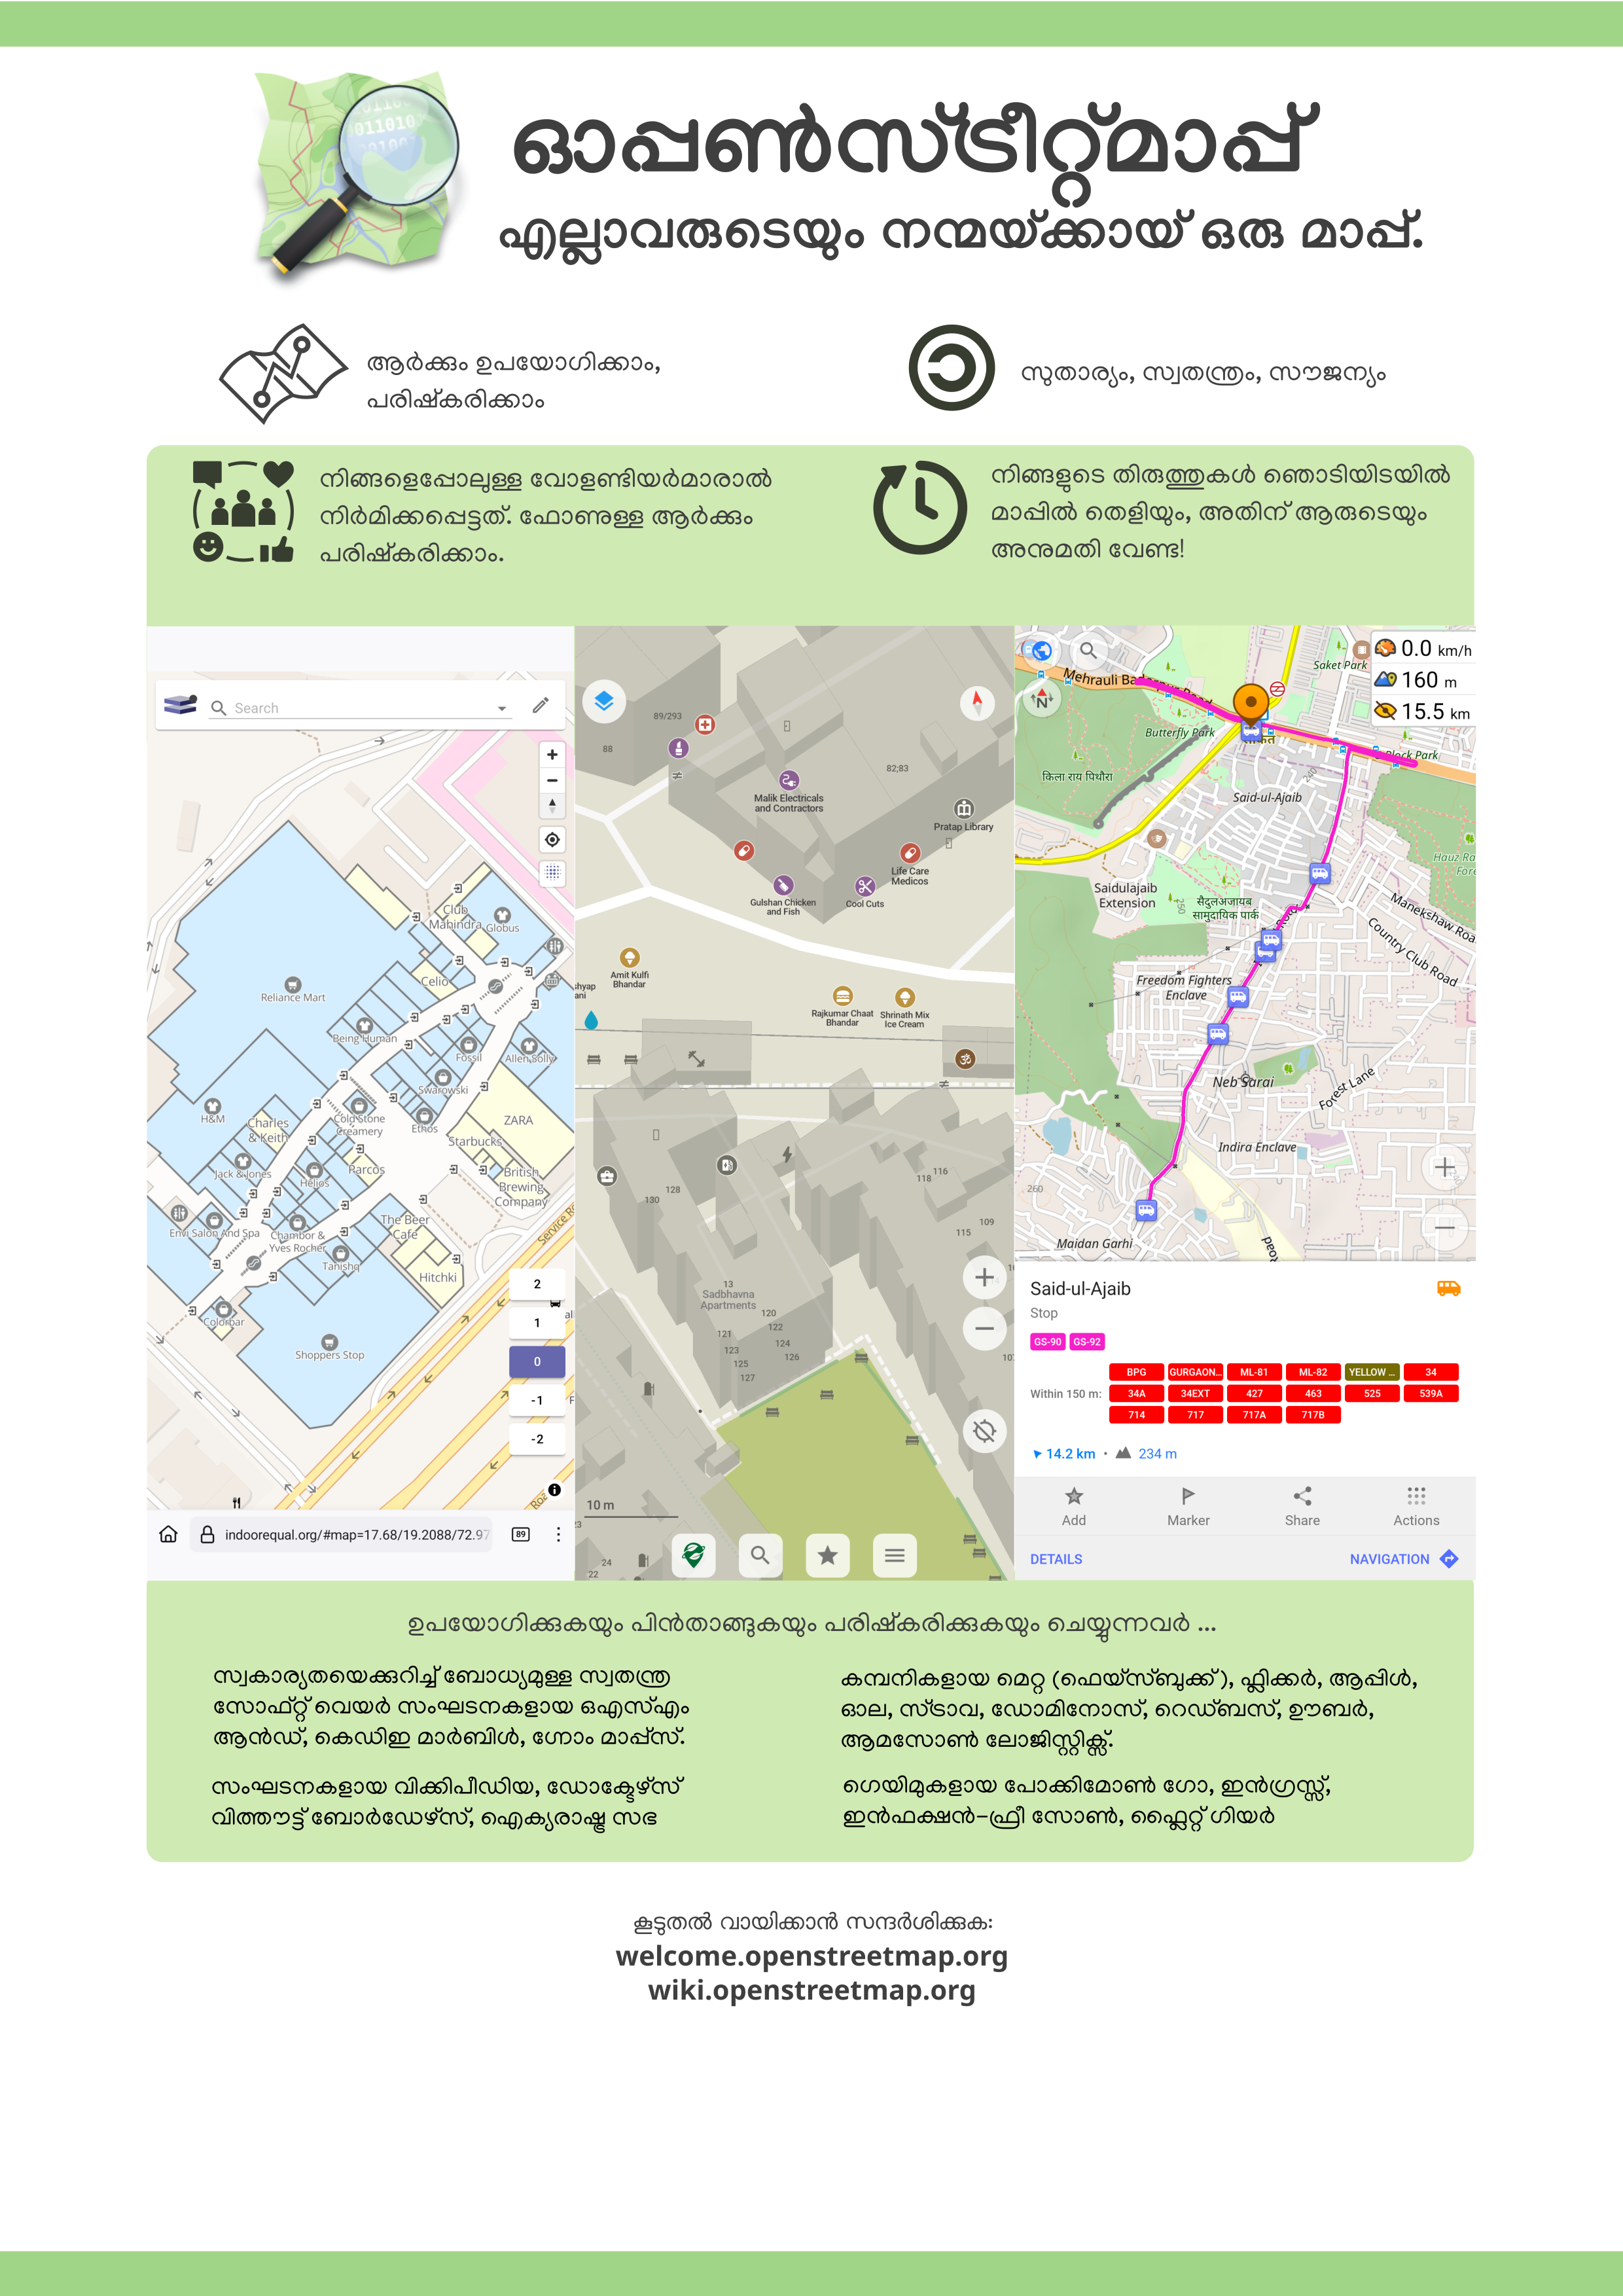 ഓപ്പൺസ്ട്രീറ്റ്മാപ്പ്
എല്ലാവരുടെയും നന്മയ്ക്കായ് ഒരു മാപ്പ്.
ആർക്കും ഉപയോഗിക്കാം,
പരിഷ്കരിക്കാം
സുതാര്യം, സ്വതന്ത്രം, സൗജന്യം
നിങ്ങളെപ്പോലുള്ള വോളണ്ടിയർമാരാൽ
നിർമിക്കപ്പെട്ടത്. ഫോണുള്ള ആർക്കും
പരിഷ്കരിക്കാം.
നിങ്ങളുടെ തിരുത്തുകൾ ഞൊടിയിടയിൽ
മാപ്പിൽ തെളിയും, അതിന് ആരുടെയും
അനുമതി വേണ്ട!
Search
Club
Mahindra
Globus
Celio
Reliance Mart
Being Human
Fossil
Allen Solly
Swarowski
H&M
Charles
& Keith
Cold Stone
Creamery
Ethos
ZARA
Starbucks
Jack & Jones
Helios
Parcos
British
Brewing
Company
Envi Salon And Spa
Chambor &
Yves Rocher
The Beer
Cafe
Tanishq
Hitchki
Colorbar
Shoppers Stop
Service Ro
2
1
0
-1
-2
indoorequal.org/#map=17.68/19.2088/72.97
89
89/293
88
82;83
Malik Electricals
and Contractors
Pratap Library
Life Care
Medicos
Gulshan Chicken
and Fish
Cool Cuts
Amit Kulfi
Bhandar
shyap
ani
Rajkumar Chaat
Bhandar
Shrinath Mix
Ice Cream
116
118
128
130
109
115
13
Sadbhavna
Apartments
120
121
122
123
124
125
126
127
10 m
24
22
0.0 km/h
160 m
15.5 km
Saket Park
Mehrauli Badarpur Road
Butterfly Park
साकेत
Block Park
किला राय पिथौरा
240
Said-ul-Ajaib
Hauz Ra
Fore
Saidulajaib
Extension
250
सैदुलअजायब
सामुदायिक पार्क
Manekshaw Roa
Country Club Road
Freedom Fighters
Enclave
Neb Sarai
Forest Lane
Indira Enclave
260
Maidan Garhi
Road
Said-ul-Ajaib
Stop
GS-90 GS-92
BPG GURGAON... ML-81 ML-82 YELLOW ... 34
Within 150 m: 34A 34EXT 427 463 525 539A
714 717 717A 717B
14.2 km • 234 m
Add Marker Share Actions
DETAILS NAVIGATION
ഉപയോഗിക്കുകയും പിൻതാങ്ങുകയും പരിഷ്കരിക്കുകയും ചെയ്യുന്നവർ ...
സ്വകാര്യതയെക്കുറിച്ച് ബോധ്യമുള്ള സ്വതന്ത്ര
സോഫ്റ്റ് വെയർ സംഘടനകളായ ഒഎസ്എം
ആൻഡ്, കെഡിഇ മാർബിൾ, ഗ്നോം മാപ്പ്സ്.
കമ്പനികളായ മെറ്റ (ഫെയ്സ്ബുക്ക് ), ഫ്ലിക്കർ, ആപ്പിൾ,
ഓല, സ്ട്രാവ, ഡോമിനോസ്, റെഡ്ബസ്, ഊബർ,
ആമസോൺ ലോജിസ്റ്റിക്സ്.
സംഘടനകളായ വിക്കിപീഡിയ, ഡോക്ടേഴ്സ്
വിത്തൗട്ട് ബോർഡേഴ്സ്, ഐക്യരാഷ്ട്ര സഭ
ഗെയിമുകളായ പോക്കിമോൺ ഗോ, ഇൻഗ്രസ്സ്,
ഇൻഫക്ഷൻ-ഫ്രീ സോൺ, ഫ്ലൈറ്റ് ഗിയർ
കൂടുതൽ വായിക്കാൻ സന്ദർശിക്കുക:
welcome.openstreetmap.org
wiki.openstreetmap.org